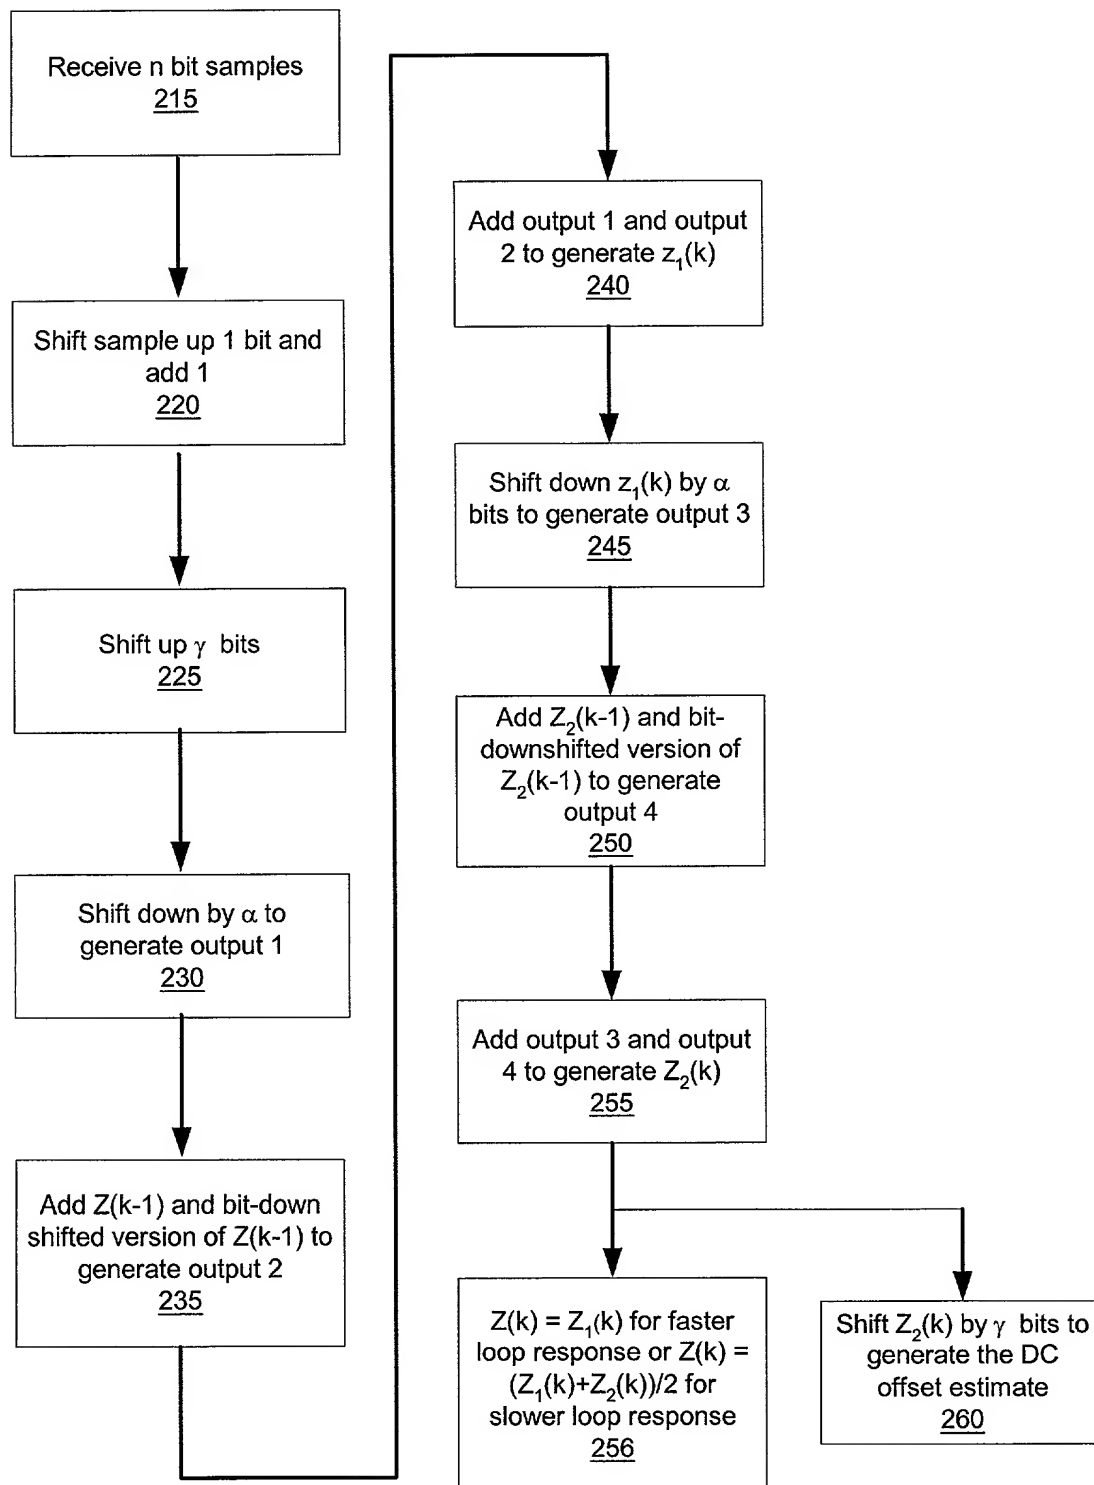 Receive n bit samples
215
Shift sample up 1 bit and
add 1
220
Shift up γ bits
225
Shift down by α to
generate output 1
230
Add Z(k-1) and bit-down
shifted version of Z(k-1) to
generate output 2
235
Add output 1 and output
2 to generate z₁(k)
240
Shift down z₁(k) by α
bits to generate output 3
245
Add Z₂(k-1) and bit-
downshifted version of
Z₂(k-1) to generate
output 4
250
Add output 3 and output
4 to generate Z₂(k)
255
Z(k) = Z₁(k) for faster
loop response or Z(k) =
(Z₁(k)+Z₂(k))/2 for
slower loop response
256
Shift Z₂(k) by γ bits to
generate the DC
offset estimate
260